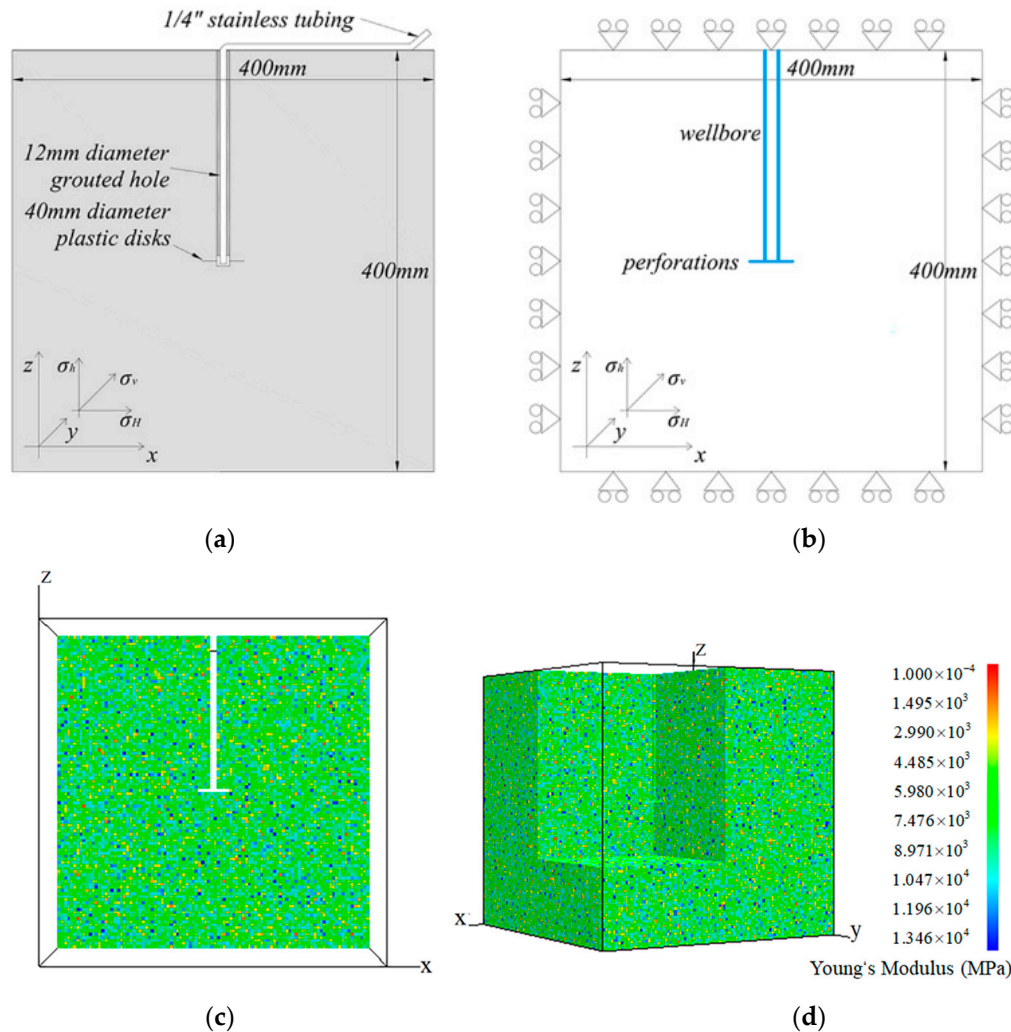 1/4" stainless tubing
400mm
12mm diameter
grouted hole
40mm diameter
plastic disks
400mm
z
σh
σv
σH
y
x
(a)
400mm
wellbore
perforations
400mm
z
σh
σv
σH
y
x
(b)
z
x
(c)
z
x
y
1.000×10⁻⁴
1.495×10³
2.990×10³
4.485×10³
5.980×10³
7.476×10³
8.971×10³
1.047×10⁴
1.196×10⁴
1.346×10⁴
Young's Modulus (MPa)
(d)